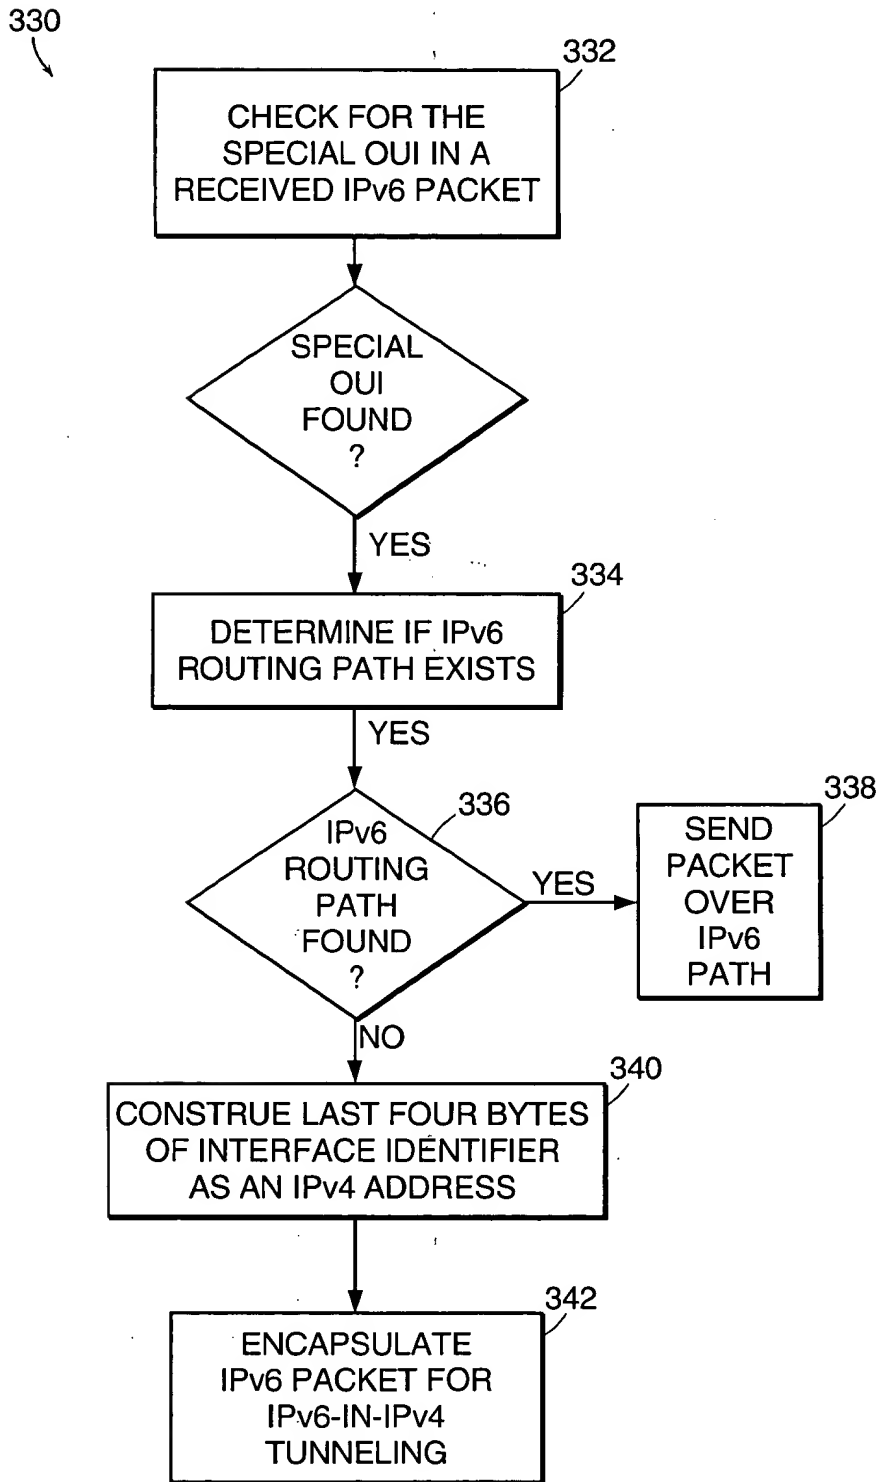 330
332
CHECK FOR THE
SPECIAL OUI IN A
RECEIVED IPv6 PACKET
SPECIAL
OUI
FOUND
?
YES
334
DETERMINE IF IPv6
ROUTING PATH EXISTS
YES
336
IPv6
ROUTING
PATH
FOUND
?
YES
338
SEND
PACKET
OVER
IPv6
PATH
NO
340
CONSTRUE LAST FOUR BYTES
OF INTERFACE IDENTIFIER
AS AN IPv4 ADDRESS
342
ENCAPSULATE
IPv6 PACKET FOR
IPv6-IN-IPv4
TUNNELING